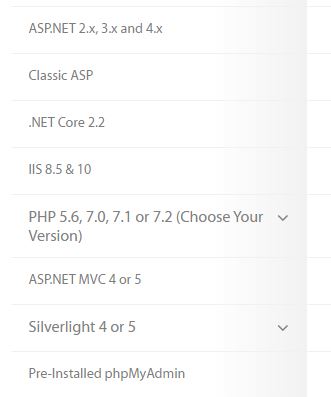 ASP.NET 2.x, 3.x and 4.x
Classic ASP
.NET Core 2.2
IIS 8.5 & 10
PHP 5.6, 7.0, 7.1 or 7.2 (Choose Your
Version)
ASP.NET MVC 4 or 5
Silverlight 4 or 5
Pre-Installed phpMyAdmin